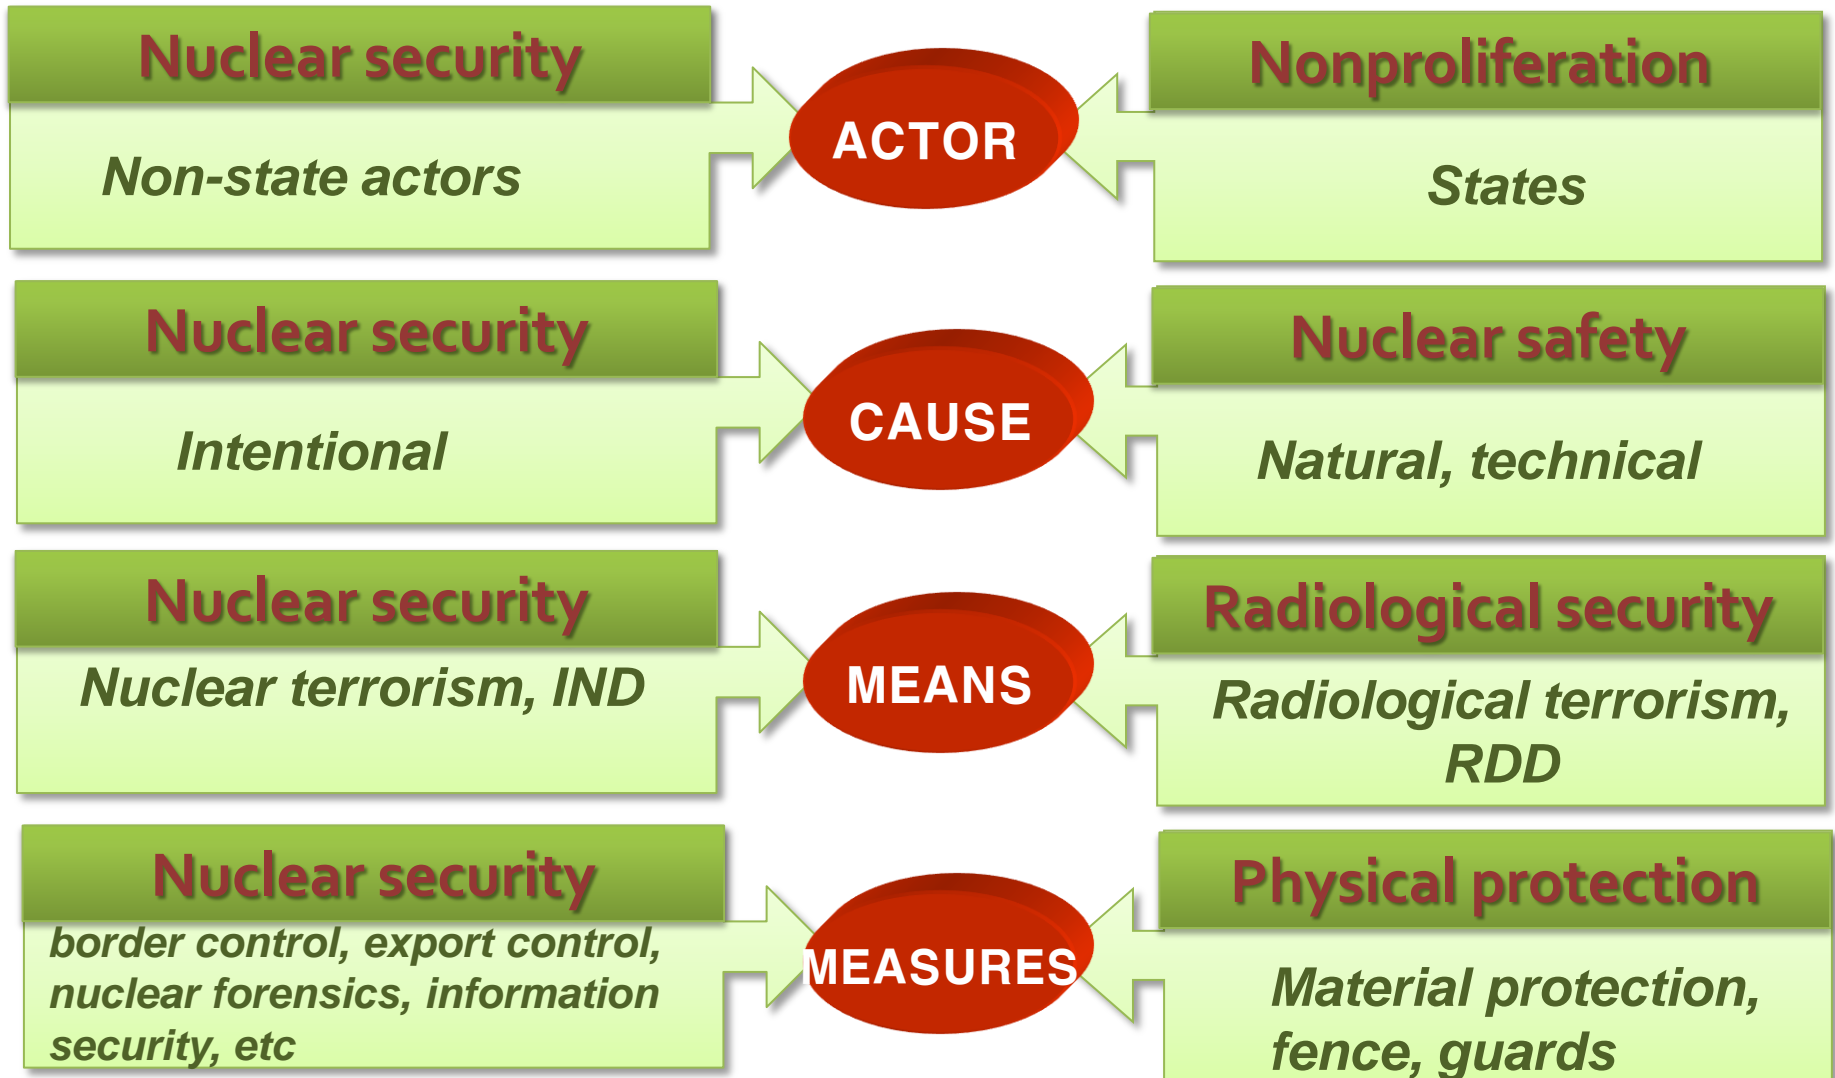 Nuclear security
Non-state actors
ACTOR
Nonproliferation
States
Nuclear security
Intentional
CAUSE
Nuclear safety
Natural, technical
Nuclear security
Nuclear terrorism, IND
MEANS
Radiological security
Radiological terrorism,
RDD
Nuclear security
border control, export control,
nuclear forensics, information
security, etc
MEASURES
Physical protection
Material protection,
fence, guards